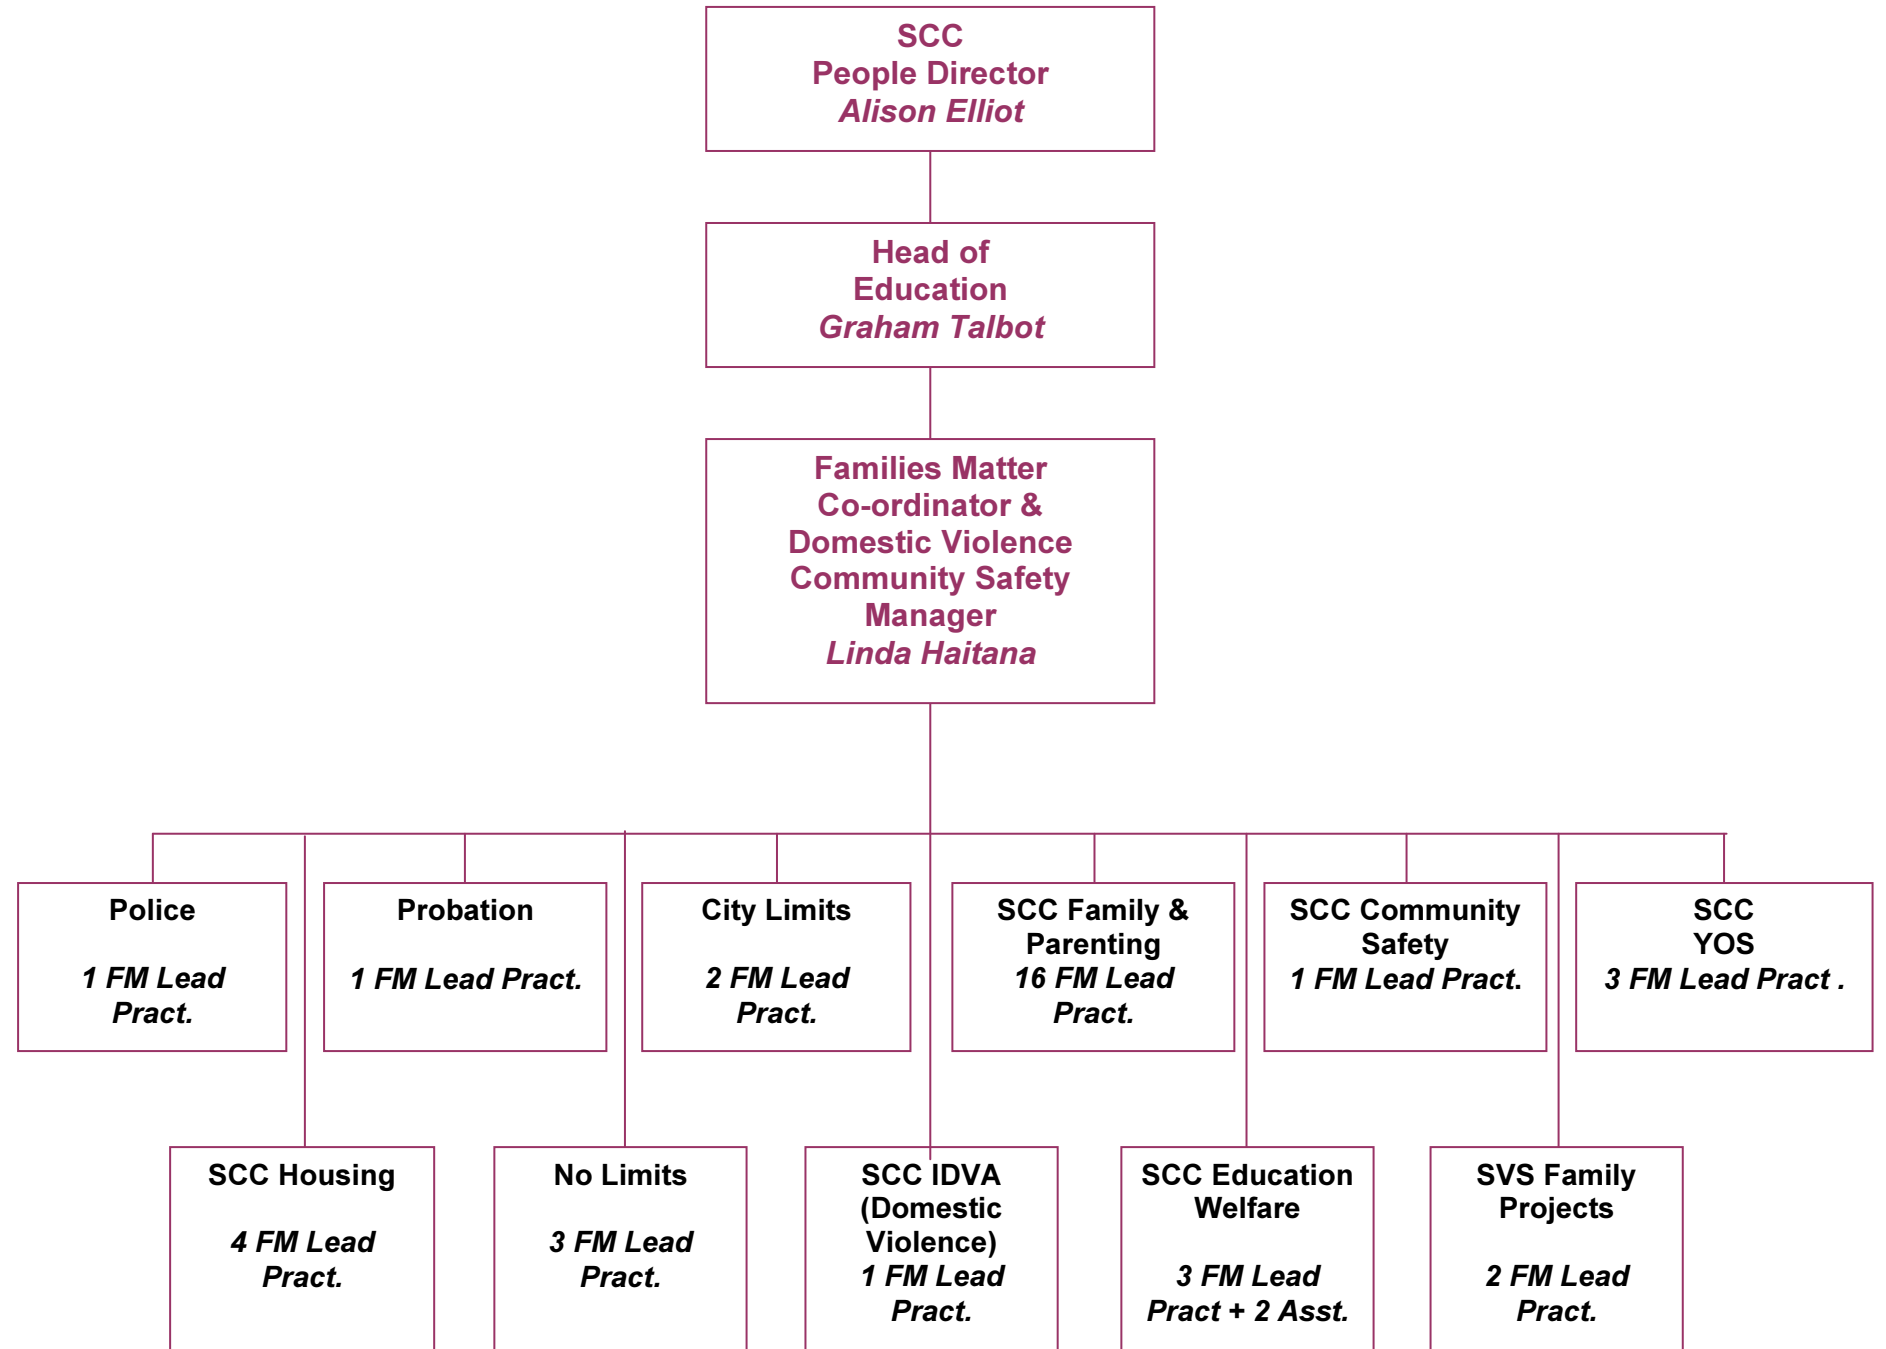 SCC
People Director
Alison Elliot
Head of
Education
Graham Talbot
Families Matter
Co-ordinator &
Domestic Violence
Community Safety
Manager
Linda Haitana
Police
1 FM Lead
Pract.
Probation
1 FM Lead Pract.
City Limits
2 FM Lead
Pract.
SCC Family &
Parenting
16 FM Lead
Pract.
SCC Community
Safety
1 FM Lead Pract.
SCC
YOS
3 FM Lead Pract .
SCC Housing
4 FM Lead
Pract.
No Limits
3 FM Lead
Pract.
SCC IDVA
(Domestic
Violence)
1 FM Lead
Pract.
SCC Education
Welfare
3 FM Lead
Pract + 2 Asst.
SVS Family
Projects
2 FM Lead
Pract.